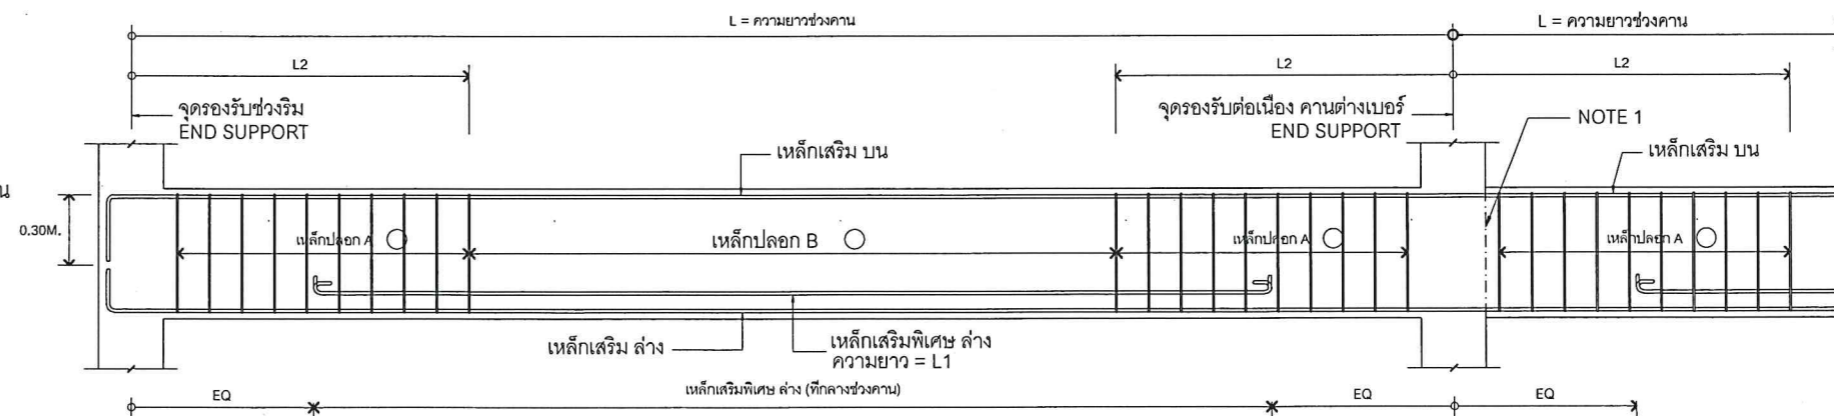 L = ความยาวช่วงคาน
L = ความยาวช่วงคาน
L2
L2
L2
จุดรองรับช่วงริม
END SUPPORT
จุดรองรับต่อเนื่อง คานต่างเบอร์
END SUPPORT
NOTE 1
เหล็กเสริม บน
เหล็กเสริม บน
น
0.30M.
เหล็กปลอก A
เหล็กปลอก B
เหล็กปลอก A
เหล็กปลอก A
เหล็กเสริม ล่าง
เหล็กเสริมพิเศษ ล่าง
ความยาว = L1
EQ
เหล็กเสริมพิเศษ ล่าง (ที่กลางช่วงคาน)
EQ
EQ